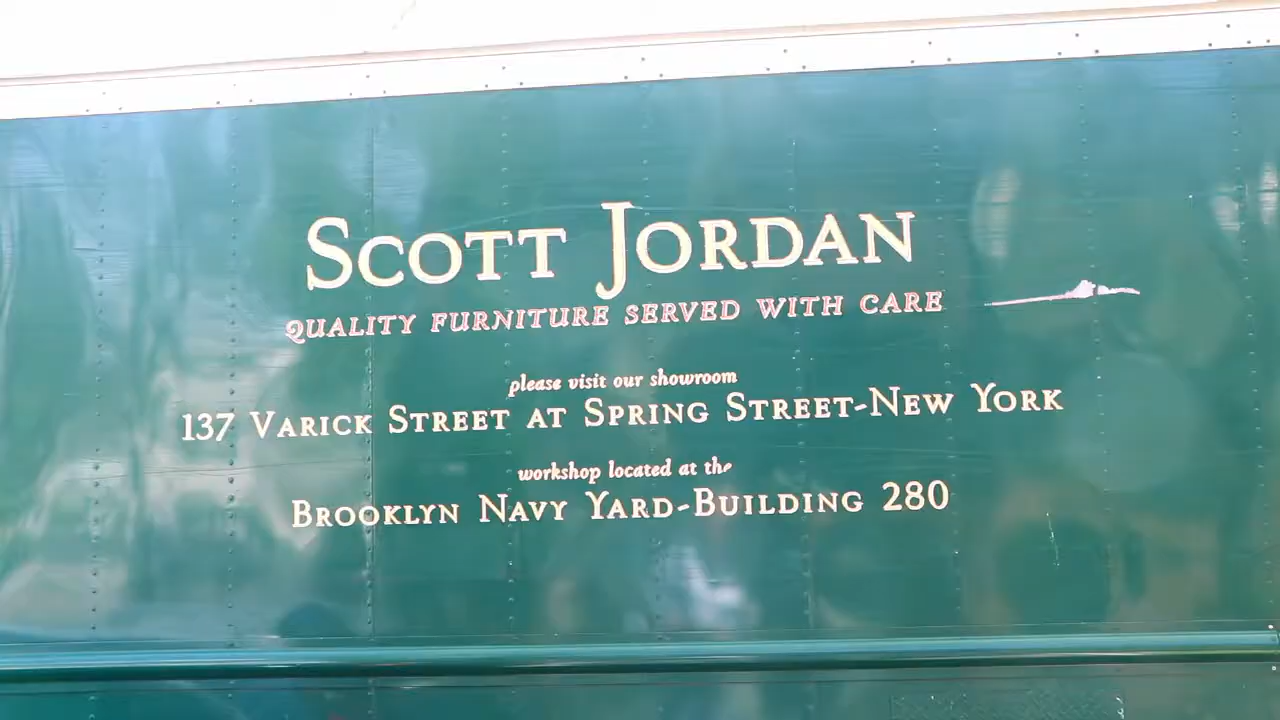 SCOTT JORDAN
QUALITY FURNITURE SERVED WITH CARE
please visit our showroom
137 VARICK STREET AT SPRING STREET-NEW YORK
workshop located at the
BROOKLYN NAVY YARD-BUILDING 280